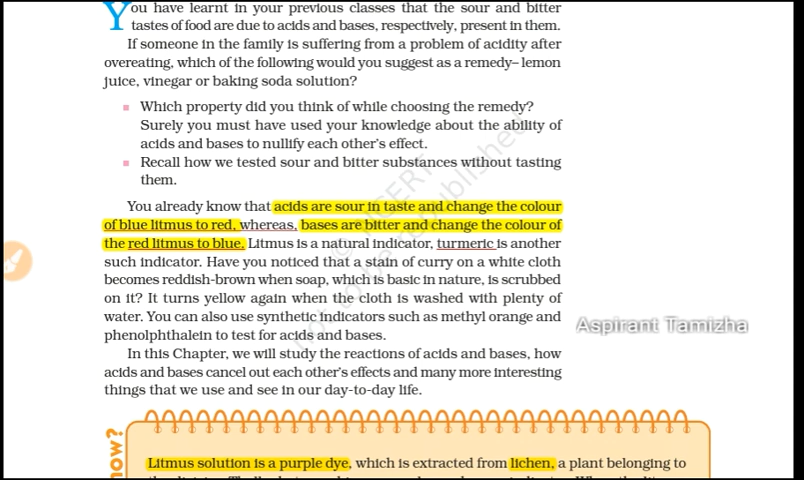 You have learnt in your previous classes that the sour and bitter
tastes of food are due to acids and bases, respectively, present in them.
If someone in the family is suffering from a problem of acidity after
overeating, which of the following would you suggest as a remedy– lemon
juice, vinegar or baking soda solution?
Which property did you think of while choosing the remedy?
Surely you must have used your knowledge about the ability of
acids and bases to nullify each other's effect.
Recall how we tested sour and bitter substances without tasting
them.
You already know that acids are sour in taste and change the colour
of blue litmus to red, whereas, bases are bitter and change the colour of
the red litmus to blue. Litmus is a natural indicator, turmeric is another
such indicator. Have you noticed that a stain of curry on a white cloth
becomes reddish-brown when soap, which is basic in nature, is scrubbed
on it? It turns yellow again when the cloth is washed with plenty of
water. You can also use synthetic indicators such as methyl orange and
phenolphthalein to test for acids and bases.
In this Chapter, we will study the reactions of acids and bases, how
acids and bases cancel out each other's effects and many more interesting
things that we use and see in our day-to-day life.
Aspirant Tamizha
© NCERT
not to be republished
now?
Litmus solution is a purple dye, which is extracted from lichen, a plant belonging to